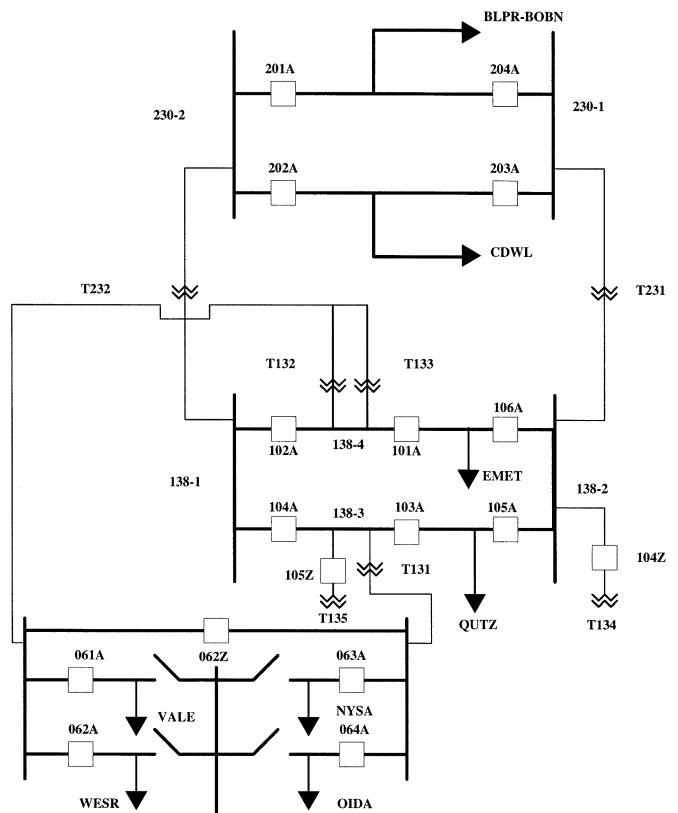 BLPR-BOBN
201A
204A
230-2
230-1
202A
203A
CDWL
T232
T231
T132
T133
106A
102A
138-4
101A
EMET
138-1
138-2
104A
138-3
103A
105A
104Z
105Z
T131
T135
QUTZ
T134
061A
062Z
063A
VALE
NYSA
062A
064A
WESR
OIDA